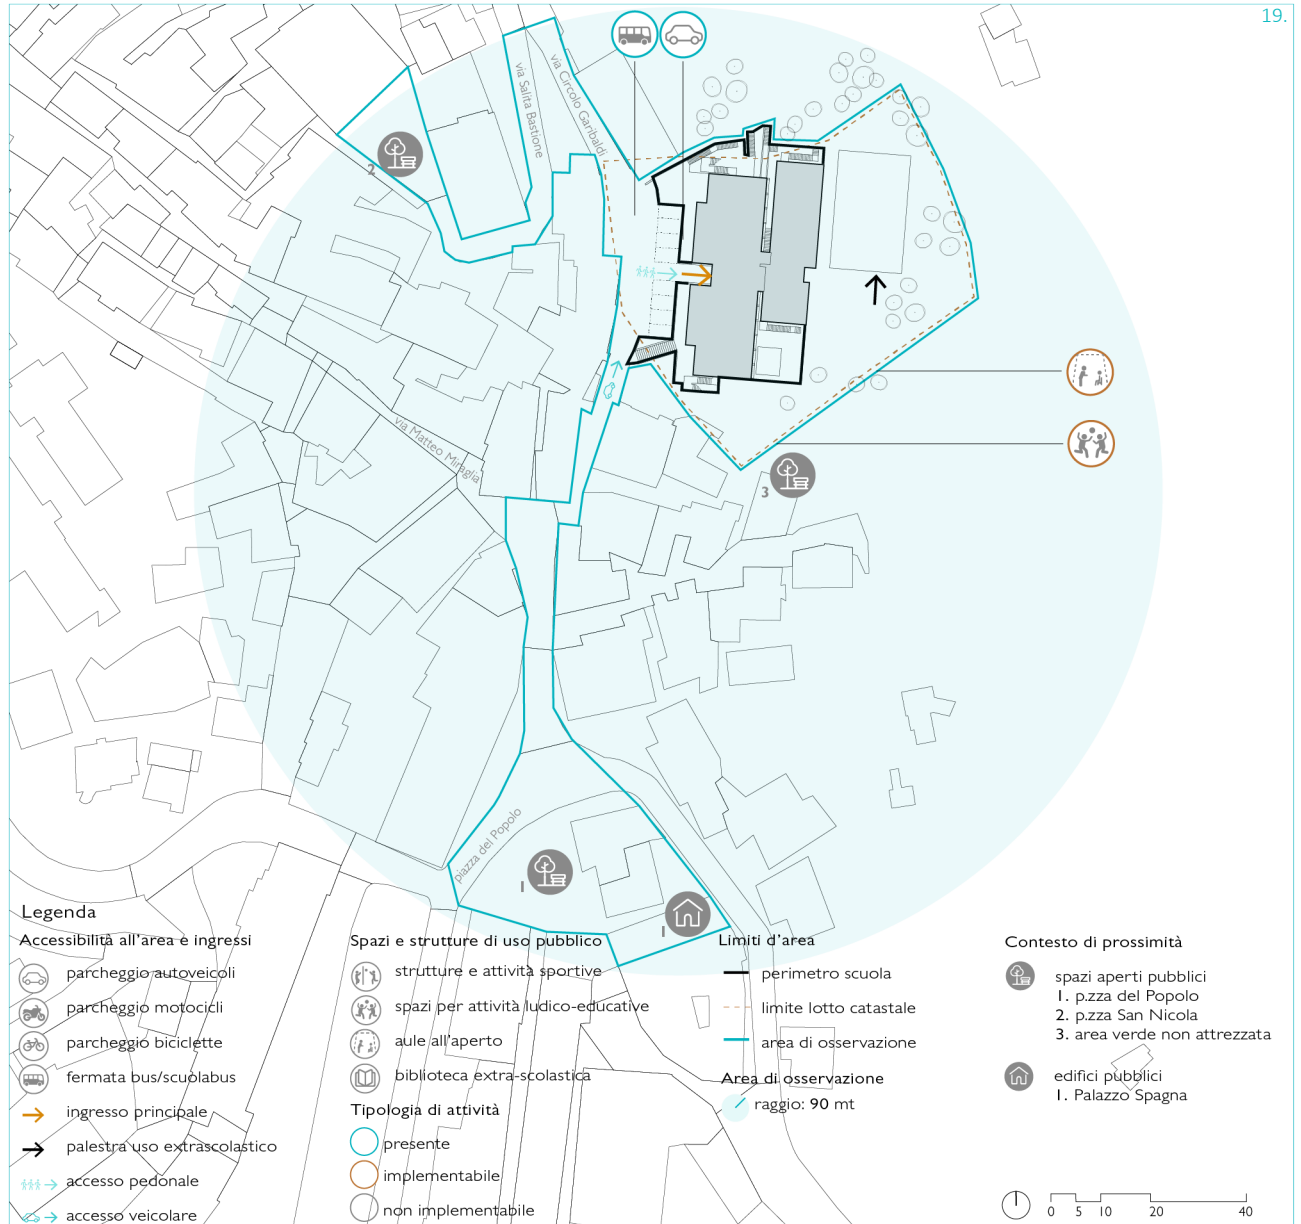 19.
via Salita Bastione
via Circolo Garibaldi
2
via Matteo Miraglia
3
piazza del Popolo
1
1
Legenda
Accessibilità all'area e ingressi
parcheggio autoveicoli
parcheggio motocicli
parcheggio biciclette
fermata bus/scuolabus
ingresso principale
palestra uso extrascolastico
accesso pedonale
accesso veicolare
Spazi e strutture di uso pubblico
strutture e attività sportive
spazi per attività ludico-educative
aule all'aperto
biblioteca extra-scolastica
Tipologia di attività
presente
implementabile
non implementabile
Limiti d'area
perimetro scuola
limite lotto catastale
area di osservazione
Area di osservazione
raggio: 90 mt
Contesto di prossimità
spazi aperti pubblici
1. p.zza del Popolo
2. p.zza San Nicola
3. area verde non attrezzata
edifici pubblici
1. Palazzo Spagna
0 5 10 20 40